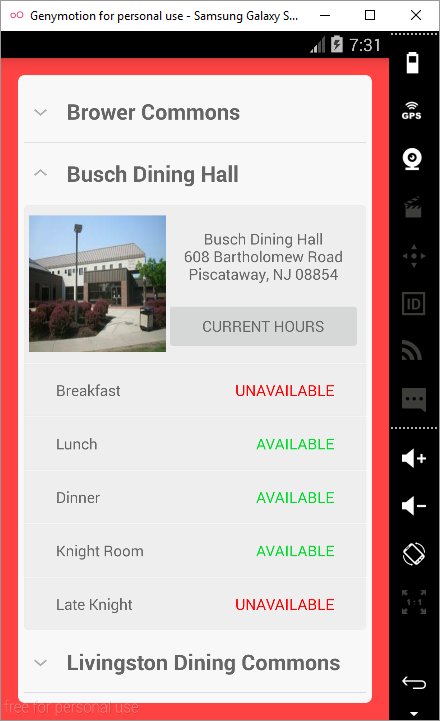 Genymotion for personal use - Samsung Galaxy S...
7:31
GPS
Brower Commons
Busch Dining Hall
Busch Dining Hall
608 Bartholomew Road
Piscataway, NJ 08854
CURRENT HOURS
ID
Breakfast UNAVAILABLE
Lunch AVAILABLE
Dinner AVAILABLE
Knight Room AVAILABLE
1:1
Late Knight UNAVAILABLE
Livingston Dining Commons
free for personal use